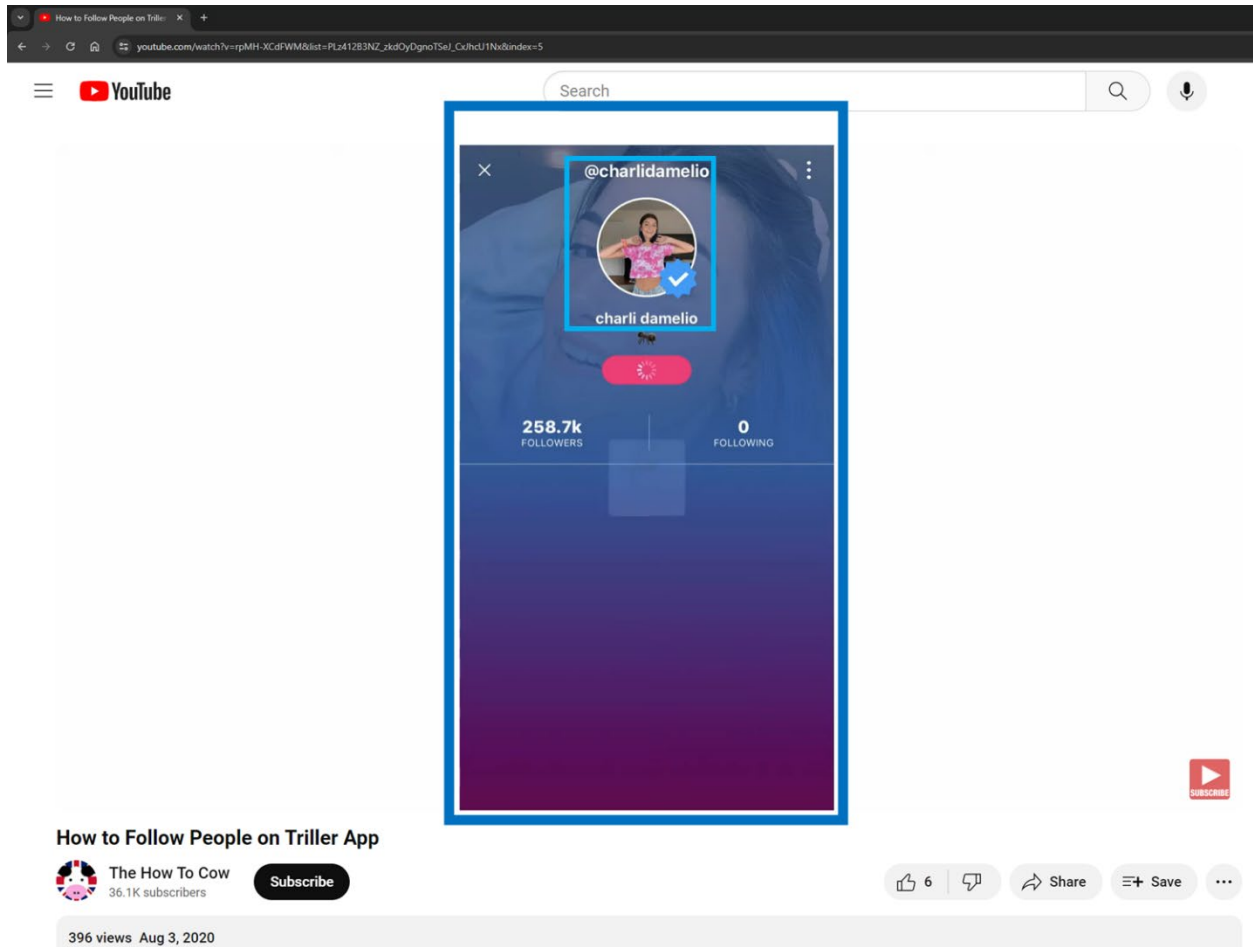 How to Follow People on Triller
youtube.com/watch?v=rpMH-XCdFWM&list=PLz41283NZ_zkdOyDgnoTSeJ_CxJhcU1Nx&index=5
YouTube
Search
@charlidamelio
charli damelio
258.7k
FOLLOWERS
0
FOLLOWING
SUBSCRIBE
How to Follow People on Triller App
The How To Cow
36.1K subscribers
Subscribe
6
Share
Save
396 views Aug 3, 2020